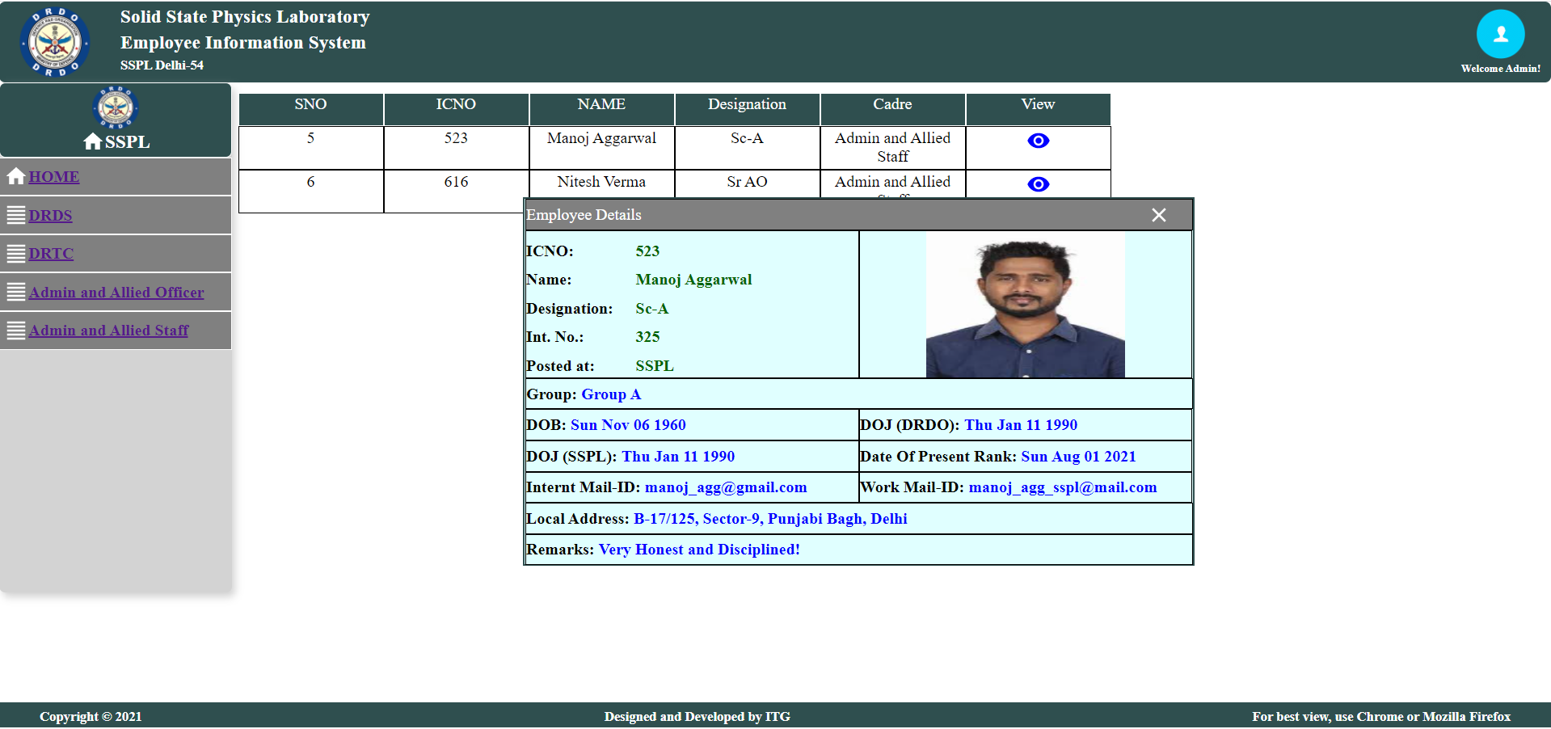 DRDO
Solid State Physics Laboratory
Employee Information System
SSPL Delhi-54
DRDO
Welcome Admin!
DRDO
SSPL
HOME
DRDS
DRTC
Admin and Allied Officer
Admin and Allied Staff
SNO ICNO NAME Designation Cadre View
5 523 Manoj Aggarwal Sc-A Admin and Allied
Staff
6 616 Nitesh Verma Sr AO Admin and Allied
Employee Details
ICNO: 523
Name: Manoj Aggarwal
Designation: Sc-A
Int. No.: 325
Posted at: SSPL
Group: Group A
DOB: Sun Nov 06 1960 DOJ (DRDO): Thu Jan 11 1990
DOJ (SSPL): Thu Jan 11 1990 Date Of Present Rank: Sun Aug 01 2021
Internt Mail-ID: manoj_agg@gmail.com Work Mail-ID: manoj_agg_sspl@mail.com
Local Address: B-17/125, Sector-9, Punjabi Bagh, Delhi
Remarks: Very Honest and Disciplined!
Copyright © 2021 Designed and Developed by ITG For best view, use Chrome or Mozilla Firefox